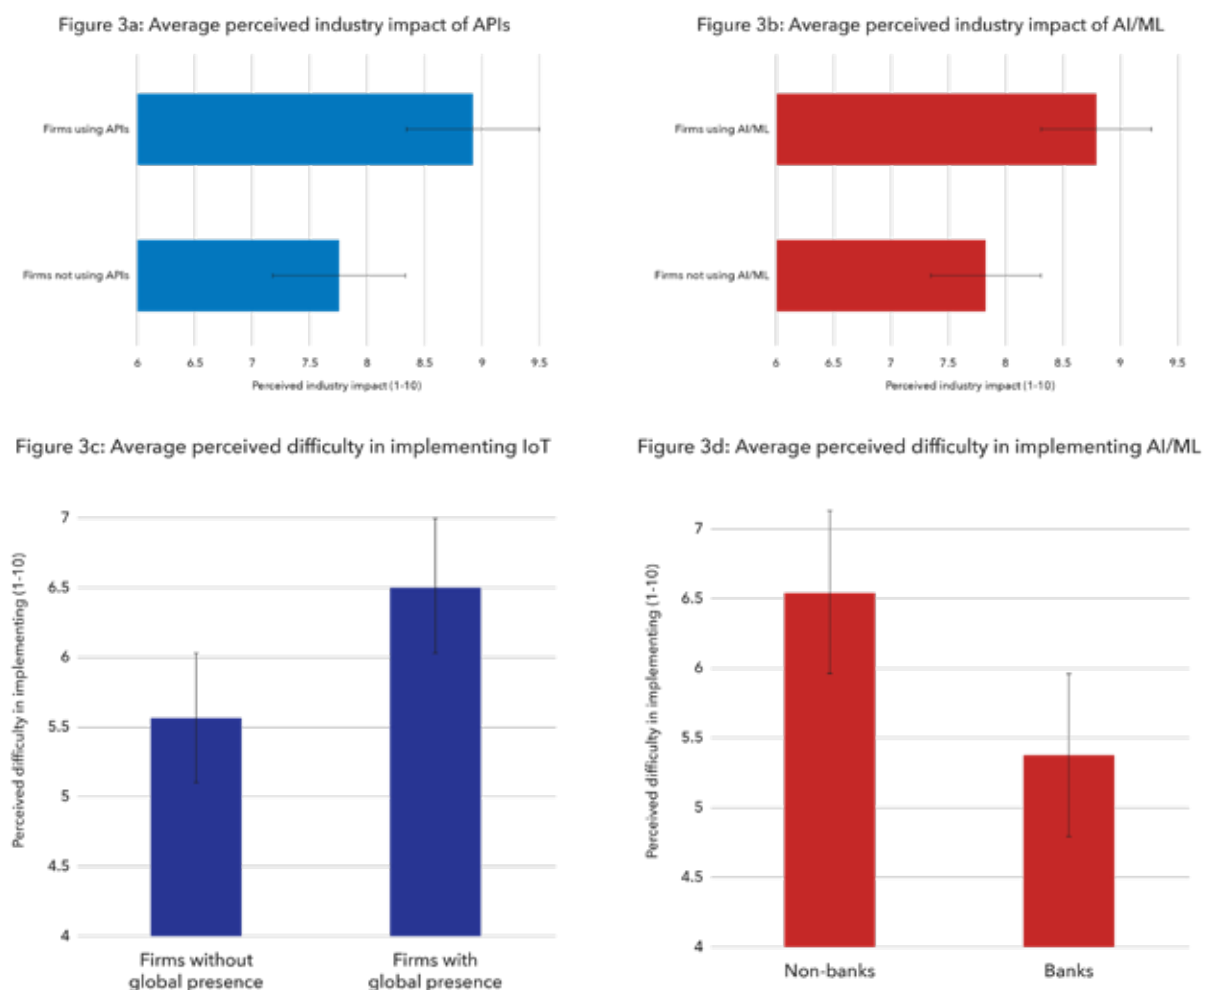 Figure 3a: Average perceived industry impact of APIs
Firms using APIs
Firms not using APIs
6 6.5 7 7.5 8 8.5 9 9.5
Perceived industry impact (1-10)
Figure 3b: Average perceived industry impact of AI/ML
Firms using AI/ML
Firms not using AI/ML
6 6.5 7 7.5 8 8.5 9 9.5
Perceived industry impact (1-10)
Figure 3c: Average perceived difficulty in implementing IoT
Perceived difficulty in implementing (1-10)
7
6.5
6
5.5
5
4.5
4
Firms without
global presence
Firms with
global presence
Figure 3d: Average perceived difficulty in implementing AI/ML
Perceived difficulty in implementing (1-10)
7
6.5
6
5.5
5
4.5
4
Non-banks
Banks